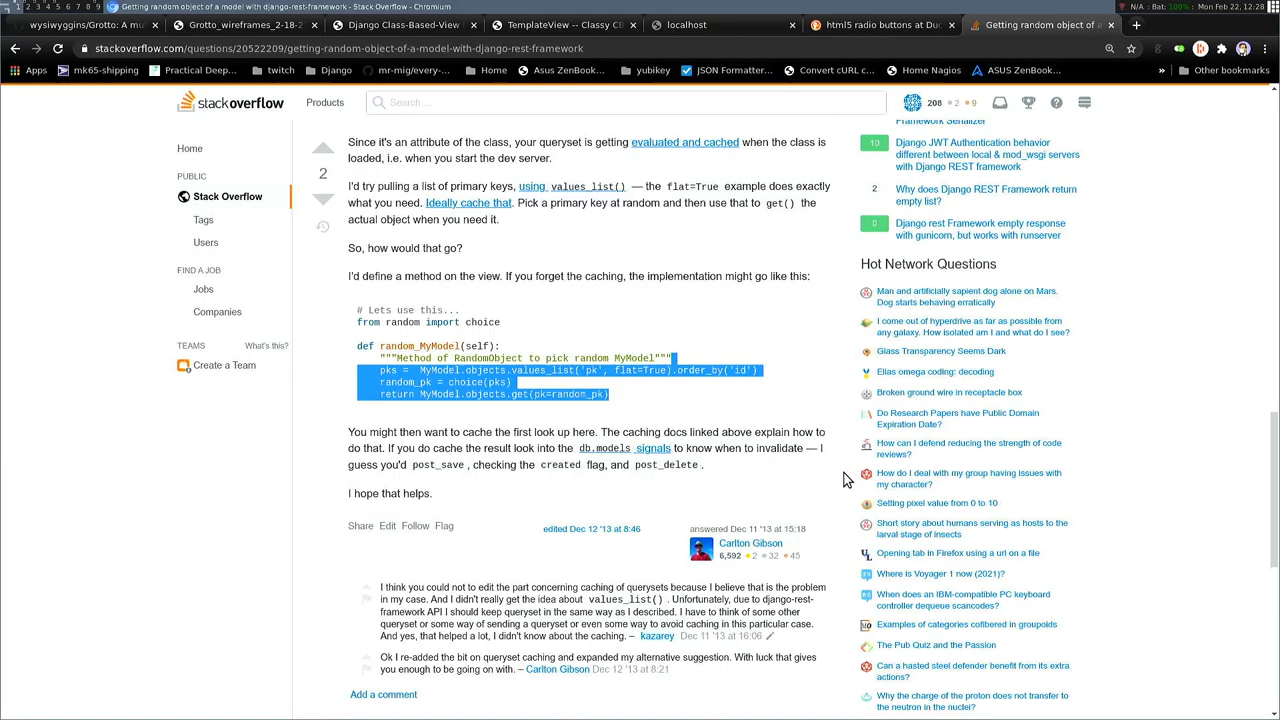 1 2 3 4 5 6 7 8 9
Getting random object of a model with django-rest-framework - Stack Overflow - Chromium
N/A
Bat: 100%
Mon Feb 22, 12:28
wysiwyggins/Grotto: A mu
Grotto_wireframes_2-18-2
Django Class-Based-View
TemplateView -- Classy CB
localhost
html5 radio buttons at Duc
Getting random object of a
stackoverflow.com/questions/20522209/getting-random-object-of-a-model-with-django-rest-framework
Apps
mk65-shipping
Practical Deep...
twitch
Django
mr-mig/every-...
Home
Asus ZenBook...
yubikey
JSON Formatter...
Convert cURL c...
Home Nagios
ASUS ZenBook...
»
Other bookmarks
stackoverflow
Products
Search...
208 2 9
Home
PUBLIC
Stack Overflow
Tags
Users
FIND A JOB
Jobs
Companies
TEAMS What's this?
Create a Team
2
Since it's an attribute of the class, your queryset is getting evaluated and cached when the class is
loaded, i.e. when you start the dev server.
I'd try pulling a list of primary keys, using values_list() — the flat=True example does exactly
what you need. Ideally cache that. Pick a primary key at random and then use that to get() the
actual object when you need it.
So, how would that go?
I'd define a method on the view. If you forget the caching, the implementation might go like this:
# Lets use this...
from random import choice
def random_MyModel(self):
"""Method of RandomObject to pick random MyModel"""
pks = MyModel.objects.values_list('pk', flat=True).order_by('id')
random_pk = choice(pks)
return MyModel.objects.get(pk=random_pk)
You might then want to cache the first look up here. The caching docs linked above explain how to
do that. If you do cache the result look into the db.models signals to know when to invalidate — I
guess you'd post_save, checking the created flag, and post_delete.
I hope that helps.
Share Edit Follow Flag
edited Dec 12 '13 at 8:46
answered Dec 11 '13 at 15:18
Carlton Gibson
6,592 2 32 45
I think you could not to edit the part concerning caching of querysets because I believe that is the problem
in my case. And I didn't really get the idea about values_list(). Unfortunately, due to django-rest-
framework API I should keep queryset in the same way as I described. I have to think of some other
queryset or some way of sending a queryset or even some way to avoid caching in this particular case.
And yes, that helped a lot, I didn't know about the caching. – kazarey Dec 11 '13 at 16:06
Ok I re-added the bit on queryset caching and expanded my alternative suggestion. With luck that gives
you enough to be going on with. – Carlton Gibson Dec 12 '13 at 8:21
Add a comment
Framework Serializer
10 Django JWT Authentication behavior
different between local & mod_wsgi servers
with Django REST framework
2 Why does Django REST Framework return
empty list?
0 Django rest Framework empty response
with gunicorn, but works with runserver
Hot Network Questions
Man and artificially sapient dog alone on Mars.
Dog starts behaving erratically
I come out of hyperdrive as far as possible from
any galaxy. How isolated am I and what do I see?
Glass Transparency Seems Dark
Elias omega coding: decoding
Broken ground wire in receptacle box
Do Research Papers have Public Domain
Expiration Date?
How can I defend reducing the strength of code
reviews?
How do I deal with my group having issues with
my character?
Setting pixel value from 0 to 10
Short story about humans serving as hosts to the
larval stage of insects
Opening tab in Firefox using a url on a file
Where is Voyager 1 now (2021)?
When does an IBM-compatible PC keyboard
controller dequeue scancodes?
Examples of categories cofibered in groupoids
The Pub Quiz and the Passion
Can a hasted steel defender benefit from its extra
actions?
Why the charge of the proton does not transfer to
the neutron in the nuclei?